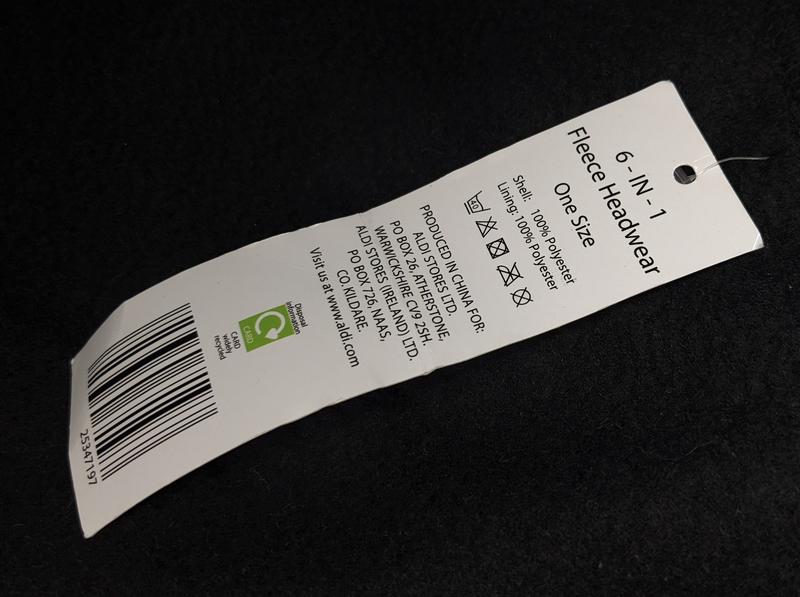 6 - IN - 1
Fleece Headwear
One Size
Shell: 100% Polyester
Lining: 100% Polyester
40
PRODUCED IN CHINA FOR:
ALDI STORES LTD.
PO BOX 26, ATHERSTONE,
WARWICKSHIRE CV9 2SH.
ALDI STORES (IRELAND) LTD.
PO BOX 726, NAAS,
CO. KILDARE.
Visit us at www.aldi.com
Disposal
information
CARD
CARD
widely
recycled
25347197